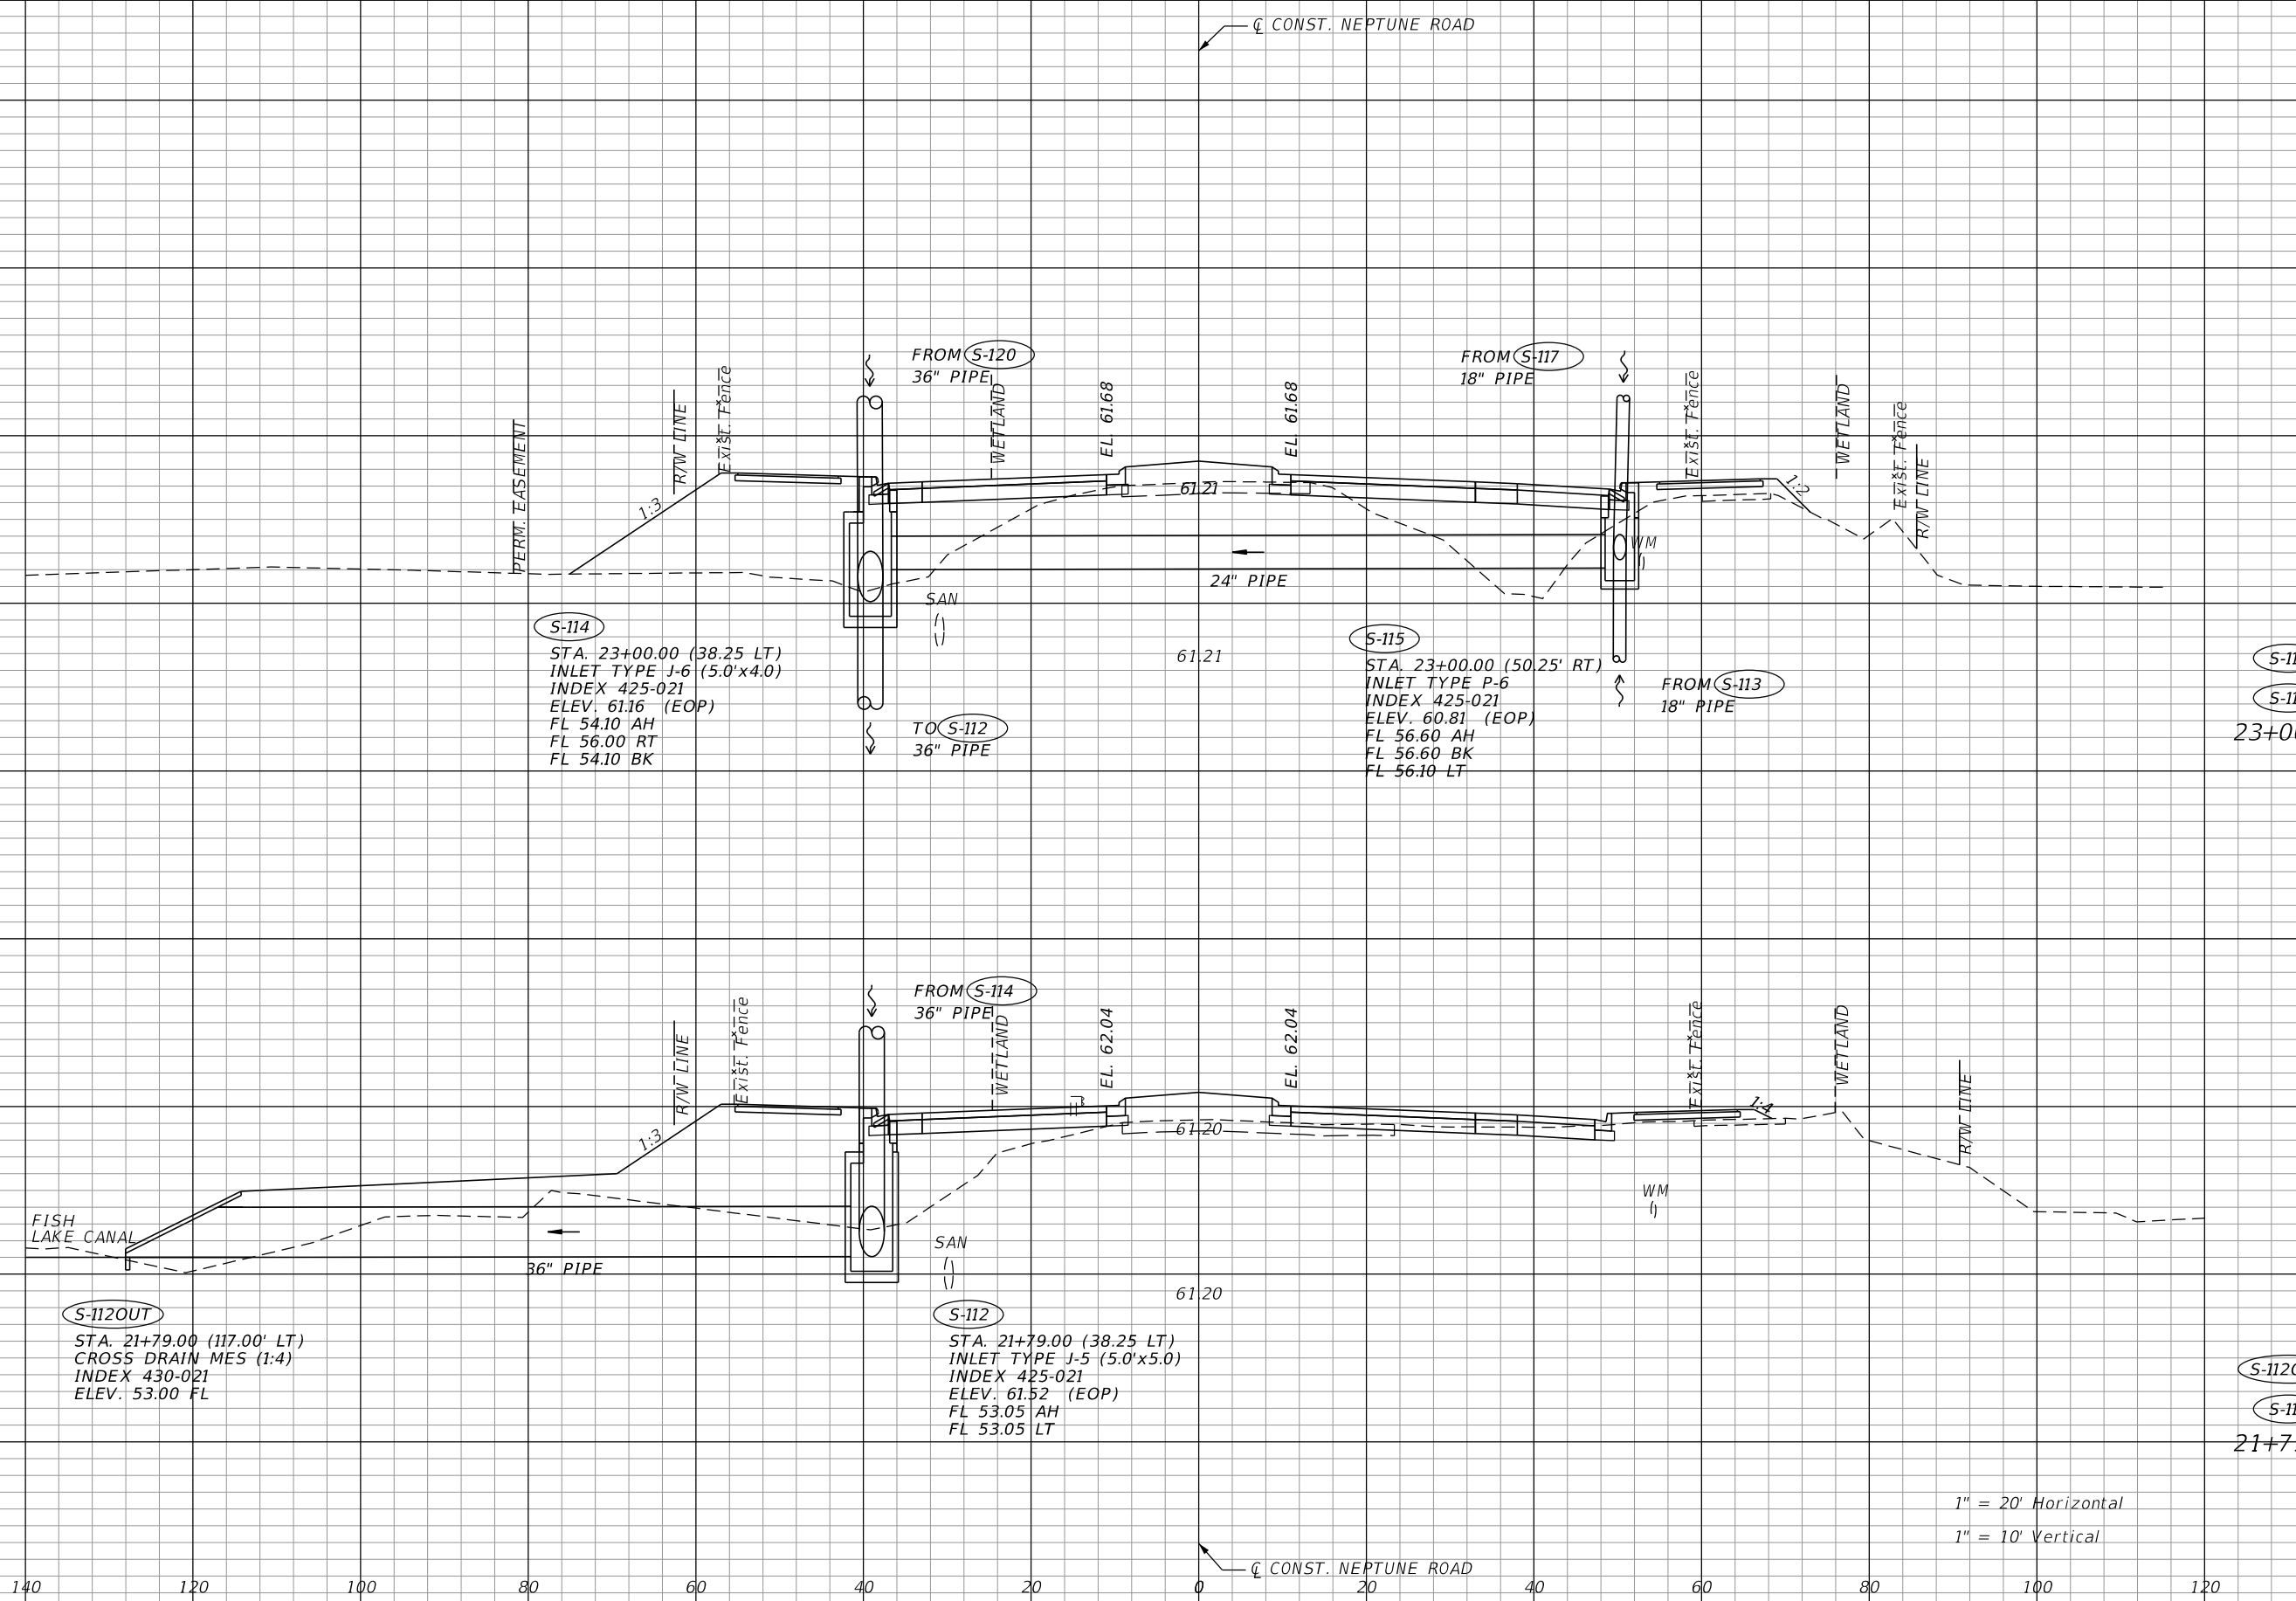 ℄ CONST. NEPTUNE ROAD
FROM S-120
36" PIPE
FROM S-117
18" PIPE
PERM. EASEMENT
R/W LINE
Exist. Fence
WETLAND
EL. 61.68
EL. 61.68
Exist. Fence
WETLAND
Exist. Fence
R/W LINE
1:3
61.21
1:2
WM
24" PIPE
SAN
S-114
STA. 23+00.00 (38.25 LT)
INLET TYPE J-6 (5.0'x4.0)
INDEX 425-021
ELEV. 61.16 (EOP)
FL 54.10 AH
FL 56.00 RT
FL 54.10 BK
TO S-112
36" PIPE
61.21
S-115
STA. 23+00.00 (50.25' RT)
INLET TYPE P-6
INDEX 425-021
ELEV. 60.81 (EOP)
FL 56.60 AH
FL 56.60 BK
FL 56.10 LT
FROM S-113
18" PIPE
S-11
S-11
23+00
FROM S-114
36" PIPE
R/W LINE
Exist. Fence
WETLAND
EL. 62.04
EL. 62.04
Exist. Fence
WETLAND
R/W LINE
1:3
61.20
1:4
FISH
LAKE CANAL
36" PIPE
SAN
WM
61.20
S-112OUT
STA. 21+79.00 (117.00' LT)
CROSS DRAIN MES (1:4)
INDEX 430-021
ELEV. 53.00 FL
S-112
STA. 21+79.00 (38.25 LT)
INLET TYPE J-5 (5.0'x5.0)
INDEX 425-021
ELEV. 61.52 (EOP)
FL 53.05 AH
FL 53.05 LT
S-112O
S-11
21+7
1" = 20' Horizontal
1" = 10' Vertical
℄ CONST. NEPTUNE ROAD
140 120 100 80 60 40 20 0 20 40 60 80 100 120